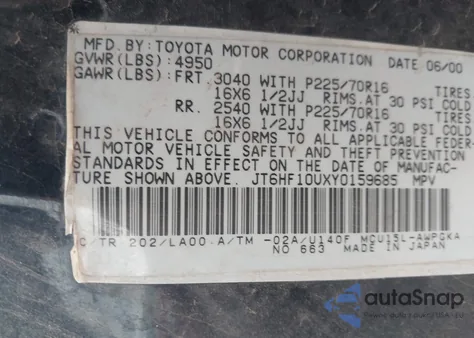 MFD.BY:TOYOTA MOTOR CORPORATION DATE 06/00
GVWR(LBS):4950
GAWR(LBS):FRT.3040 WITH P225/70R16 TIRES
16X6 1/2JJ RIMS,AT 30 PSI COLD
RR. 2540 WITH P225/70R16 TIRES
16X6 1/2JJ RIMS,AT 30 PSI COLD
THIS VEHICLE CONFORMS TO ALL APPLICABLE FEDER-
AL MOTOR VEHICLE SAFETY AND THEFT PREVENTION
STANDARDS IN EFFECT ON THE DATE OF MANUFAC-
TURE SHOWN ABOVE. JT6HF10UXY0159685 MPV
C/TR 202/LA00 A/TM -02A/U140F MCU15L-AWPGKA
NO 663 MADE IN JAPAN
autoSnap